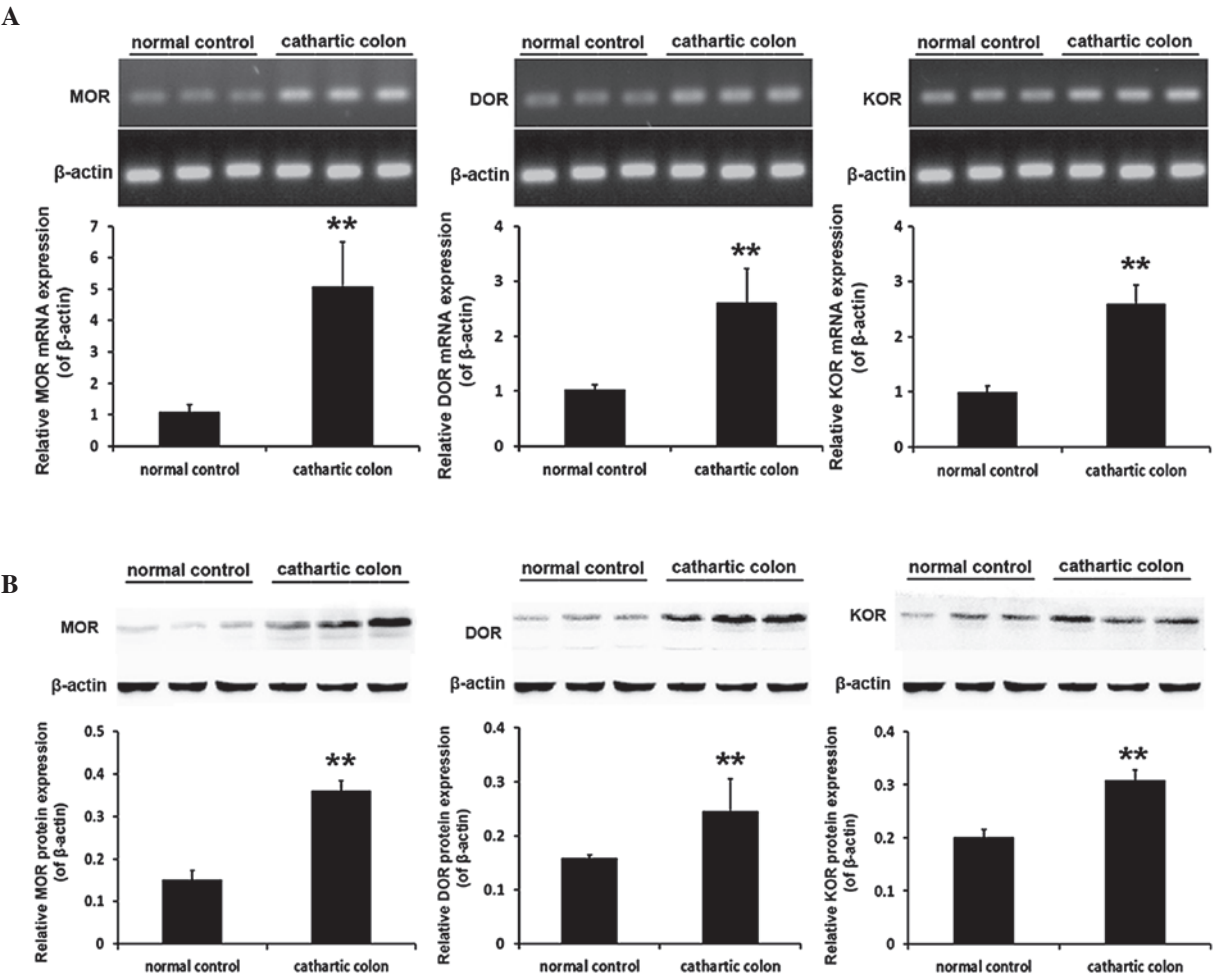 A
normal control cathartic colon
normal control cathartic colon
normal control cathartic colon
MOR
DOR
KOR
β-actin
β-actin
β-actin
Relative MOR mRNA expression
(of β-actin)
7
6
5
4
3
2
1
0
**
normal control cathartic colon
Relative DOR mRNA expression
(of β-actin)
4
3
2
1
0
**
normal control cathartic colon
Relative KOR mRNA expression
(of β-actin)
4
3
2
1
0
**
normal control cathartic colon
B
normal control cathartic colon
normal control cathartic colon
normal control cathartic colon
MOR
DOR
KOR
β-actin
β-actin
β-actin
Relative MOR protein expression
(of β-actin)
0.5
0.4
0.3
0.2
0.1
0
**
normal control cathartic colon
Relative DOR protein expression
(of β-actin)
0.4
0.3
0.2
0.1
0
**
normal control cathartic colon
Relative KOR protein expression
(of β-actin)
0.4
0.3
0.2
0.1
0
**
normal control cathartic colon